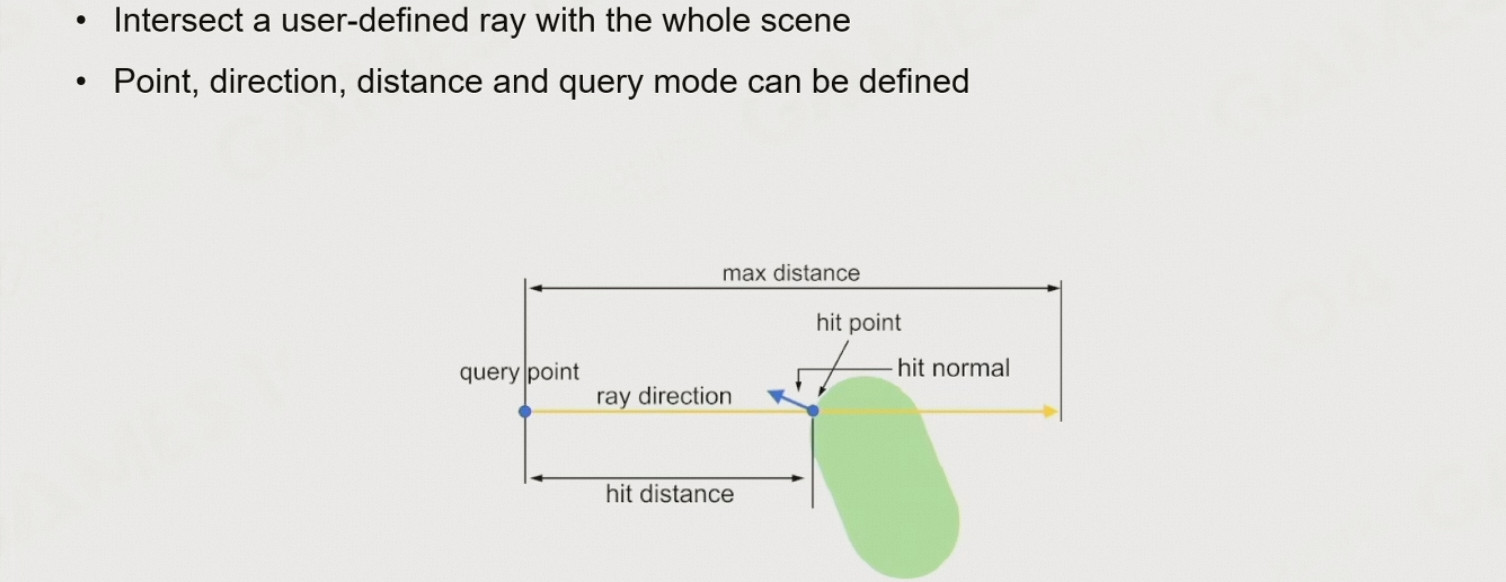 • Intersect a user-defined ray with the whole scene
• Point, direction, distance and query mode can be defined
max distance
hit point
hit normal
query point
ray direction
hit distance